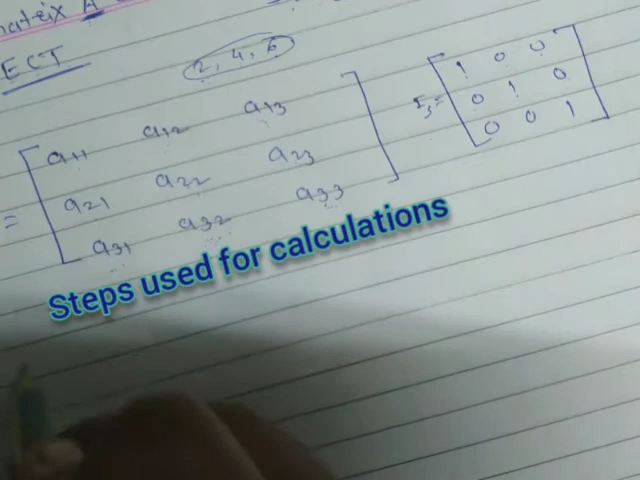 matrix A
ECT
2, 4, 6
= [ a11 a12 a13
a21 a22 a23
a31 a32 a33 ]
I3 = [ 1 0 0
0 1 0
0 0 1 ]
Steps used for calculations